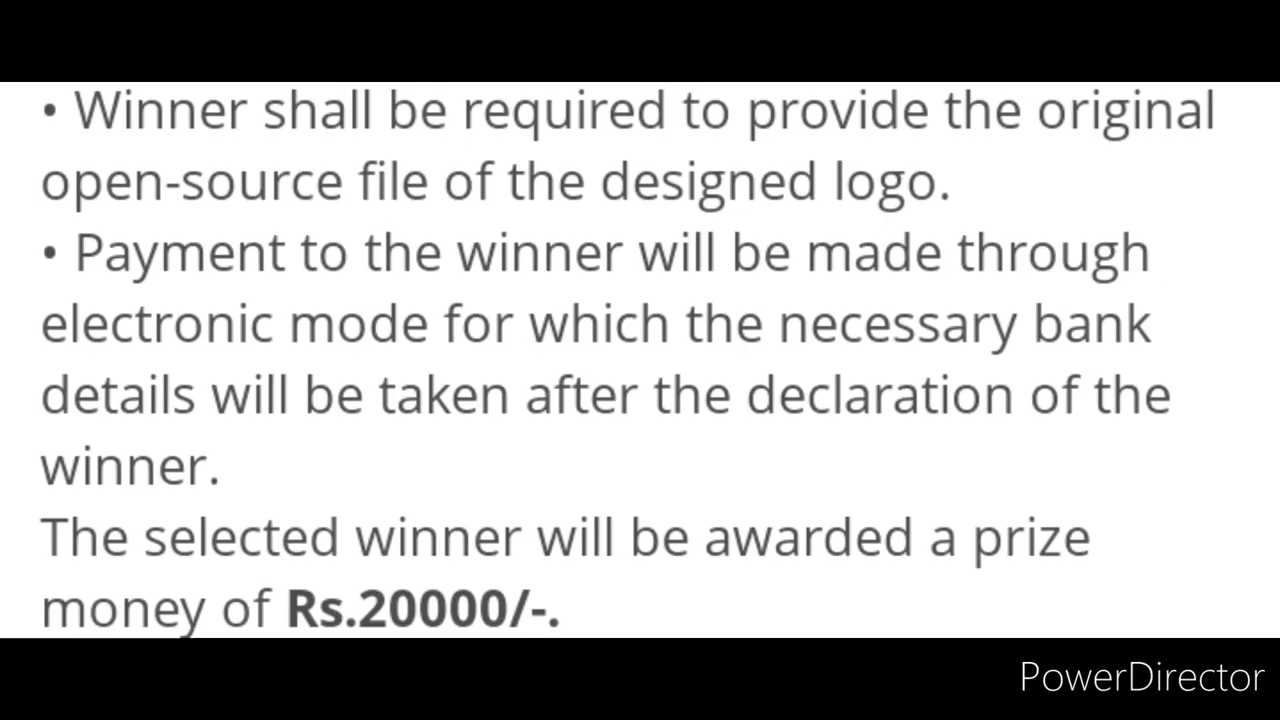 • Winner shall be required to provide the original
open-source file of the designed logo.
• Payment to the winner will be made through
electronic mode for which the necessary bank
details will be taken after the declaration of the
winner.
The selected winner will be awarded a prize
money of Rs.20000/-.
PowerDirector